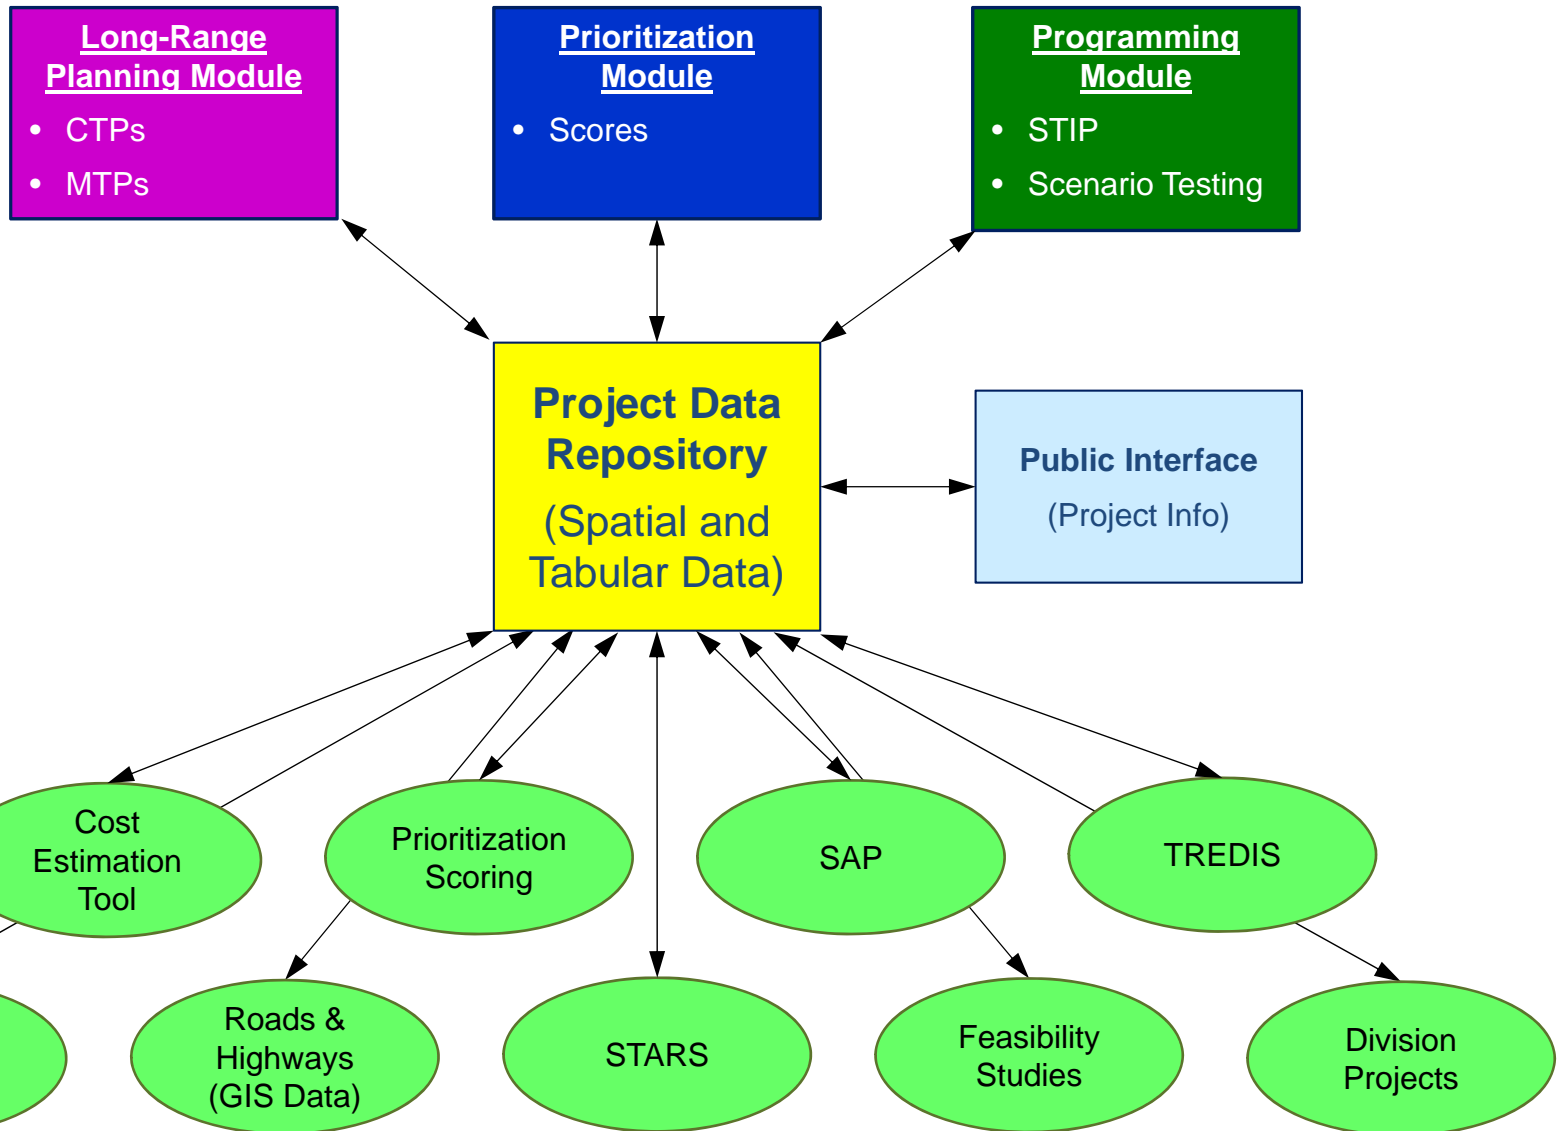 Long-Range
Planning Module
• CTPs
• MTPs
Prioritization
Module
• Scores
Programming
Module
• STIP
• Scenario Testing
Project Data
Repository
(Spatial and
Tabular Data)
Public Interface
(Project Info)
Cost
Estimation
Tool
Prioritization
Scoring
SAP
TREDIS
Roads &
Highways
(GIS Data)
STARS
Feasibility
Studies
Division
Projects